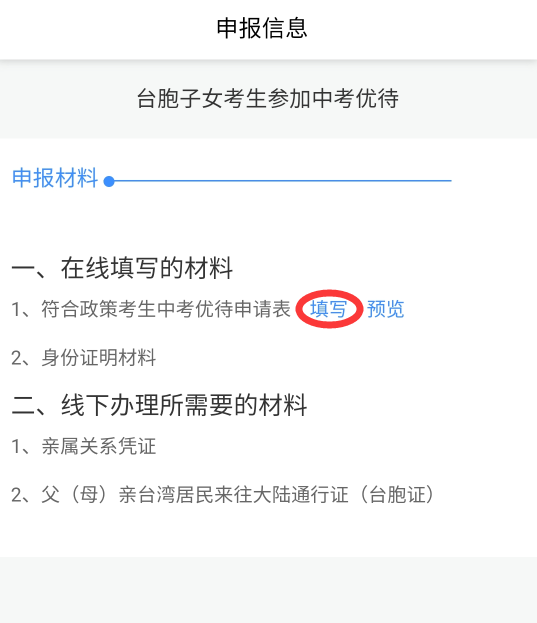 申报信息
台胞子女考生参加中考优待
申报材料
一、在线填写的材料
1、符合政策考生中考优待申请表 填写 预览
2、身份证明材料
二、线下办理所需要的材料
1、亲属关系凭证
2、父（母）亲台湾居民来往大陆通行证（台胞证）